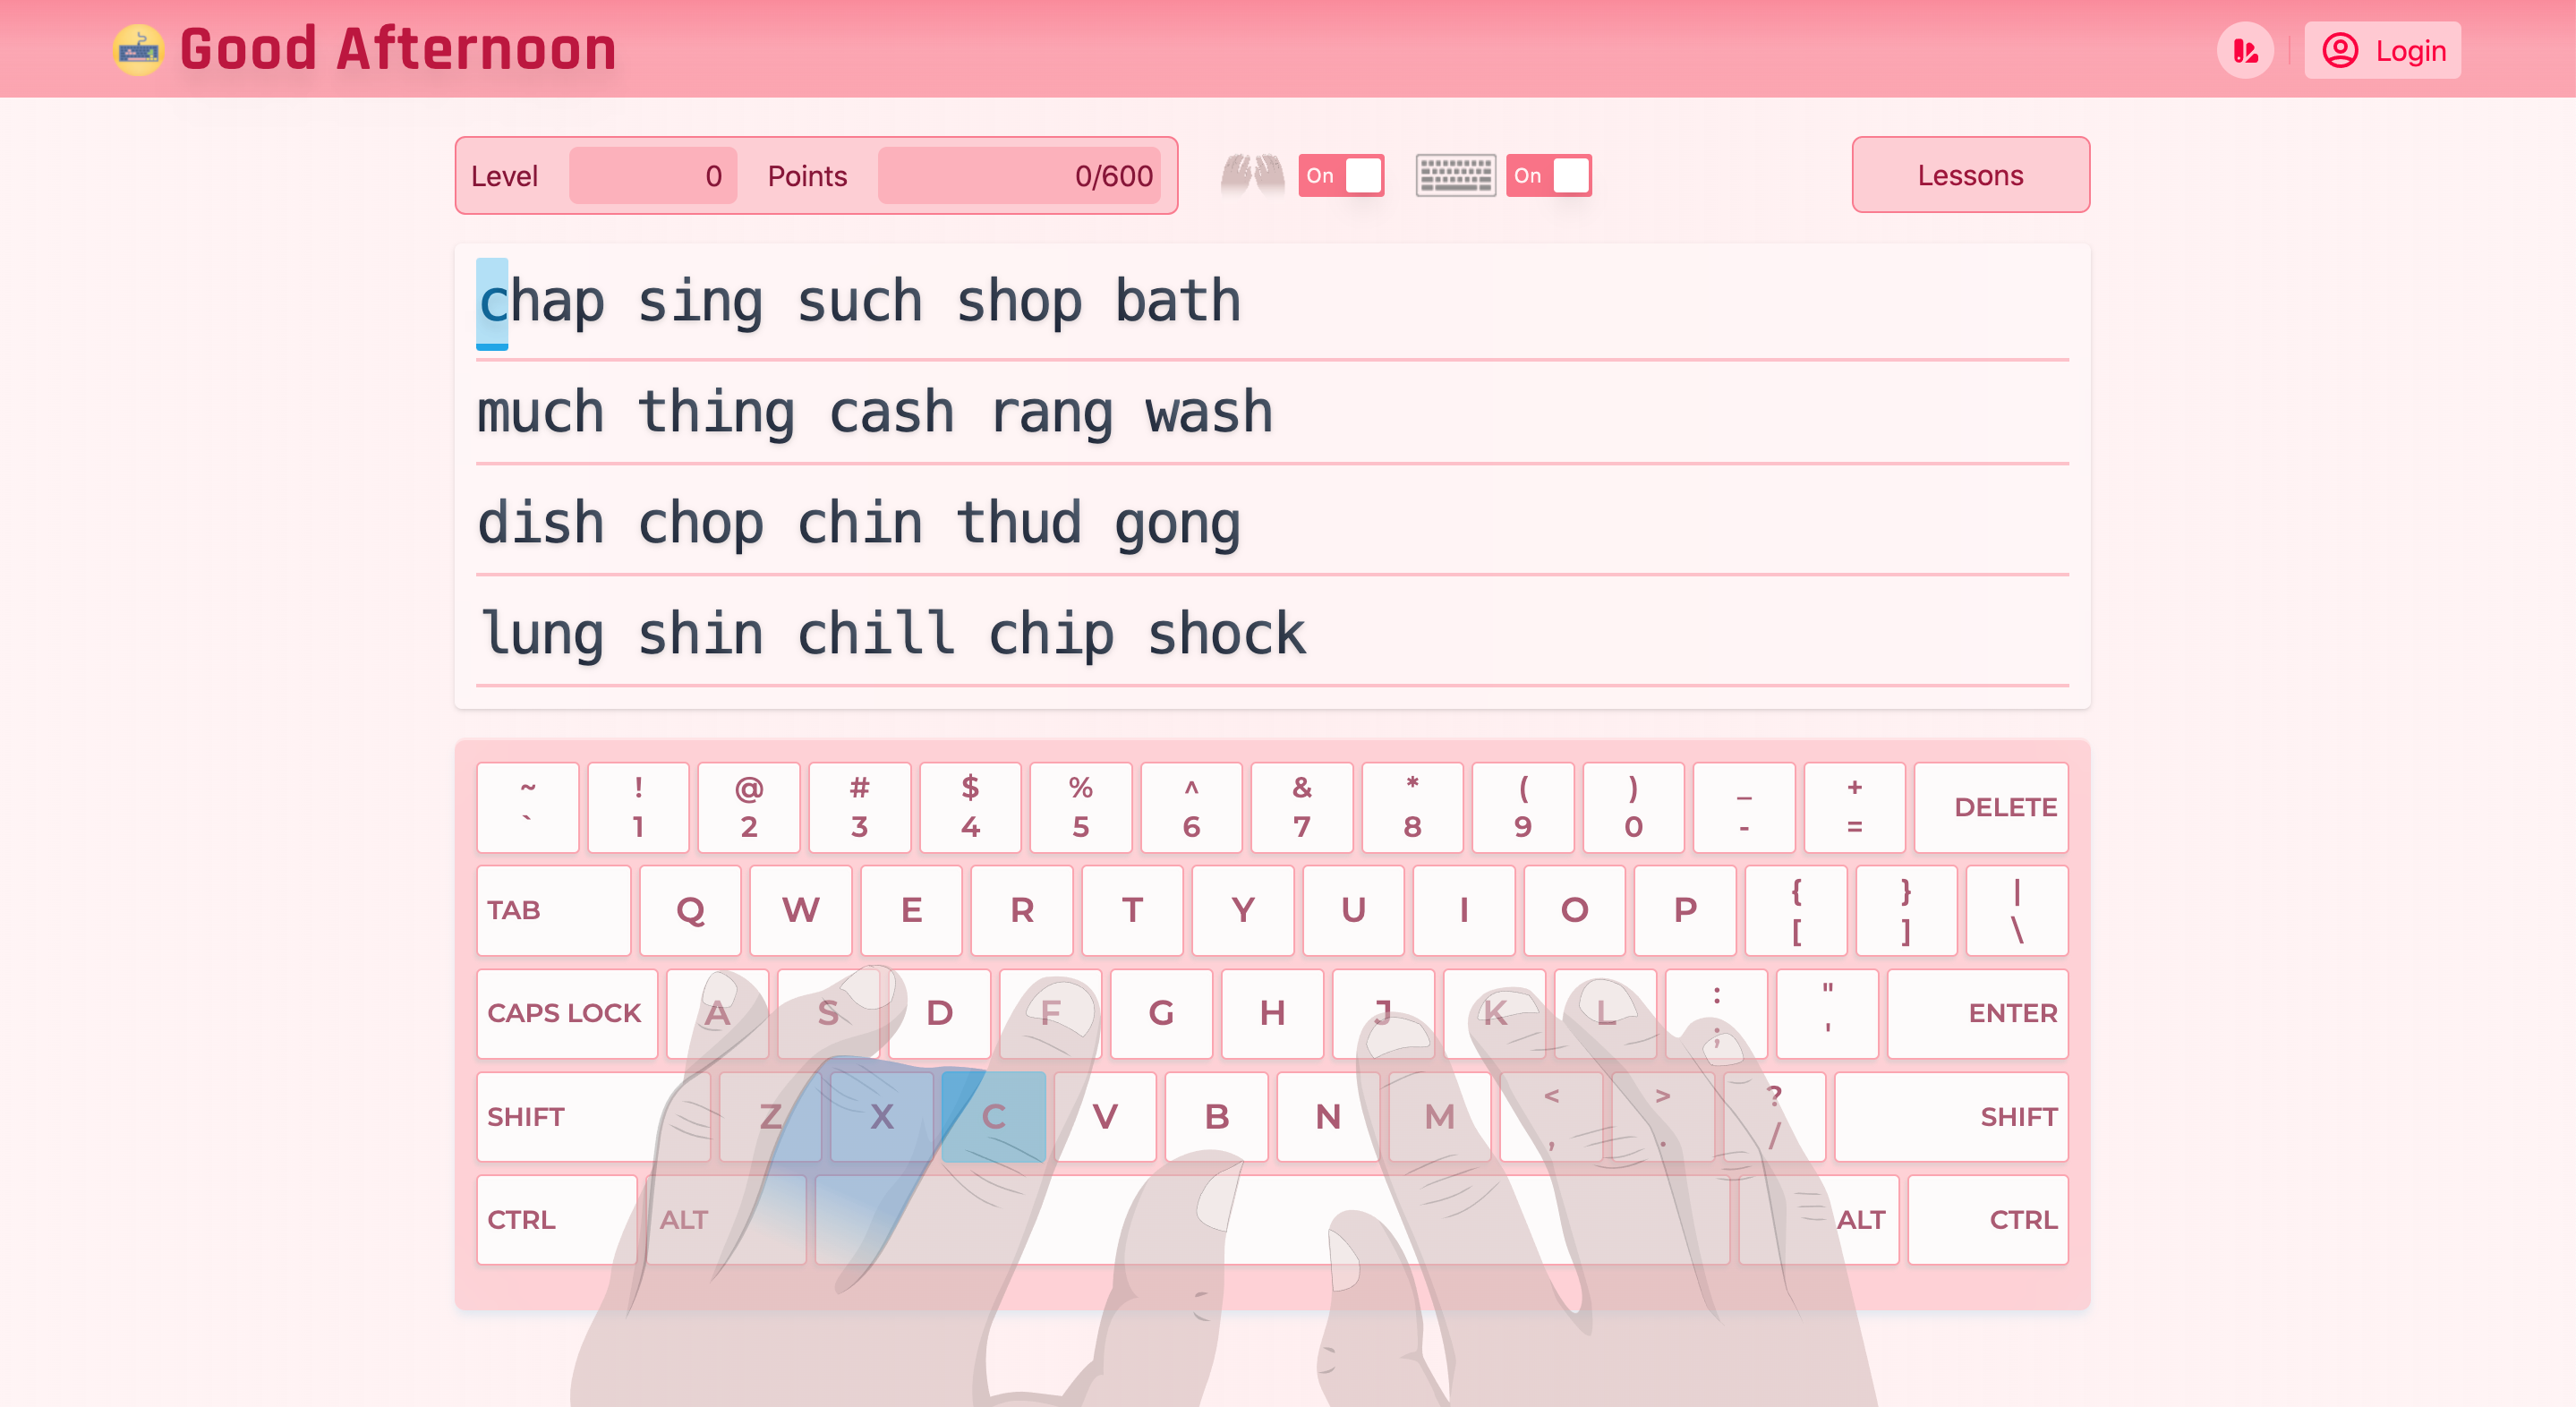 Good Afternoon
Login
Level 0 Points 0/600 On On Lessons
chap sing such shop bath
much thing cash rang wash
dish chop chin thud gong
lung shin chill chip shock
~ ! @ # $ % ^ & * ( ) _ +
` 1 2 3 4 5 6 7 8 9 0 - = DELETE
TAB Q W E R T Y U I O P { } |
[ ] \
CAPS LOCK A S D F G H J K L : " ENTER
; '
SHIFT Z X C V B N M < > ? SHIFT
, . /
CTRL ALT ALT CTRL